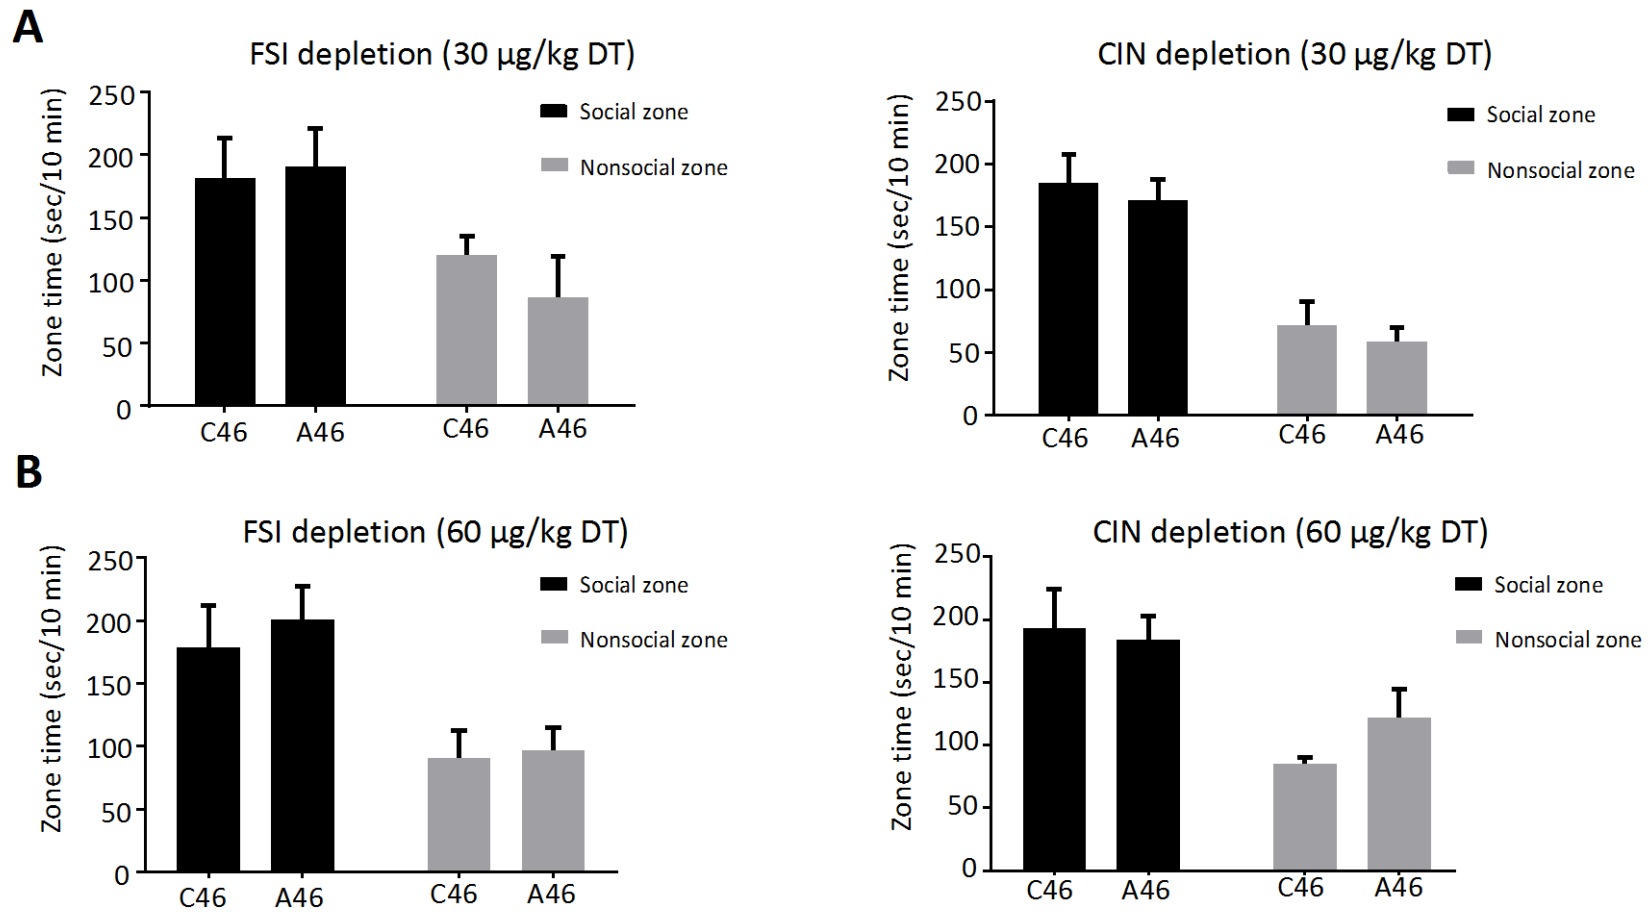 A
FSI depletion (30 µg/kg DT)
Zone time (sec/10 min)
250
200
150
100
50
0
Social zone
Nonsocial zone
C46
A46
C46
A46
CIN depletion (30 µg/kg DT)
Zone time (sec/10 min)
250
200
150
100
50
0
Social zone
Nonsocial zone
C46
A46
C46
A46
B
FSI depletion (60 µg/kg DT)
Zone time (sec/10 min)
250
200
150
100
50
0
Social zone
Nonsocial zone
C46
A46
C46
A46
CIN depletion (60 µg/kg DT)
Zone time (sec/10 min)
250
200
150
100
50
0
Social zone
Nonsocial zone
C46
A46
C46
A46